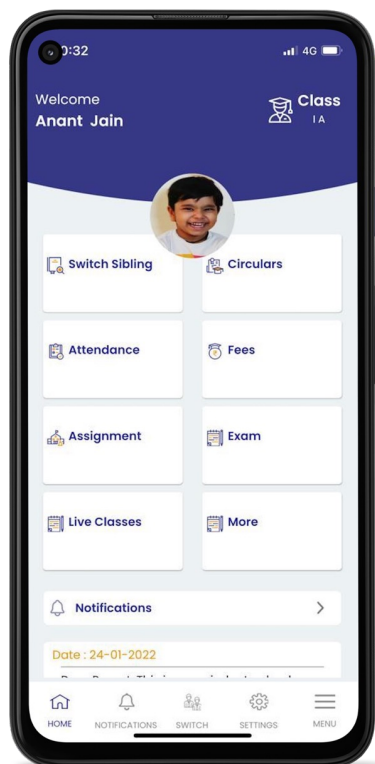 0:32
4G
Welcome
Class
Anant Jain
I A
Switch Sibling
Circulars
Attendance
Fees
Assignment
Exam
Live Classes
More
Notifications
Date : 24-01-2022
HOME
NOTIFICATIONS
SWITCH
SETTINGS
MENU